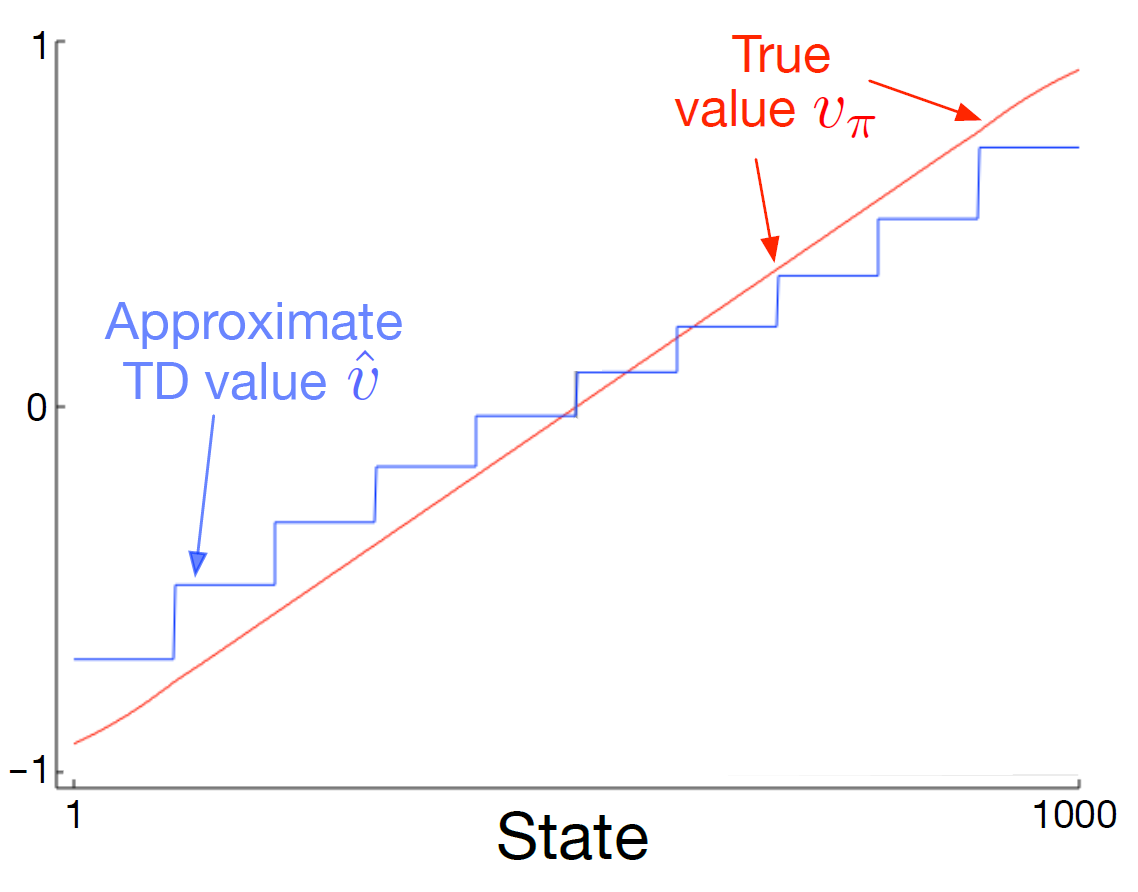 1
True
value vπ
Approximate
TD value v̂
0
−1
1
1000
State